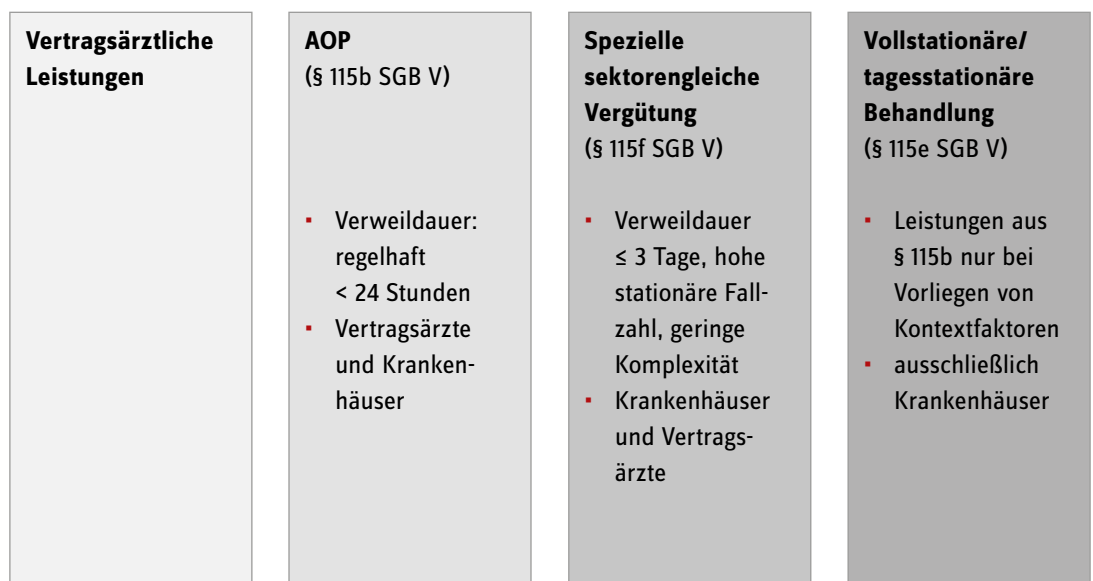 Vertragsärztliche
Leistungen
AOP
(§ 115b SGB V)
▪ Verweildauer:
regelhaft
< 24 Stunden
▪ Vertragsärzte
und Kranken-
häuser
Spezielle
sektorengleiche
Vergütung
(§ 115f SGB V)
▪ Verweildauer
≤ 3 Tage, hohe
stationäre Fall-
zahl, geringe
Komplexität
▪ Krankenhäuser
und Vertrags-
ärzte
Vollstationäre/
tagesstationäre
Behandlung
(§ 115e SGB V)
▪ Leistungen aus
§ 115b nur bei
Vorliegen von
Kontextfaktoren
▪ ausschließlich
Krankenhäuser